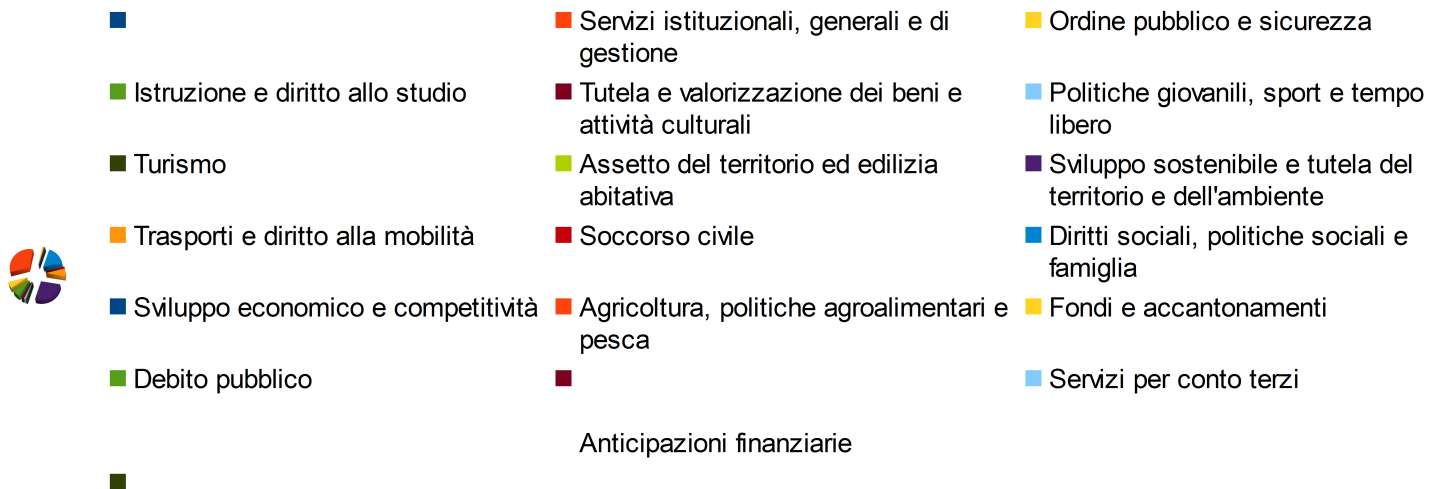 Servizi istituzionali, generali e di
gestione
Ordine pubblico e sicurezza
Istruzione e diritto allo studio
Tutela e valorizzazione dei beni e
attività culturali
Politiche giovanili, sport e tempo
libero
Turismo
Assetto del territorio ed edilizia
abitativa
Sviluppo sostenibile e tutela del
territorio e dell'ambiente
Trasporti e diritto alla mobilità
Soccorso civile
Diritti sociali, politiche sociali e
famiglia
Sviluppo economico e competitività
Agricoltura, politiche agroalimentari e
pesca
Fondi e accantonamenti
Debito pubblico
Servizi per conto terzi
Anticipazioni finanziarie